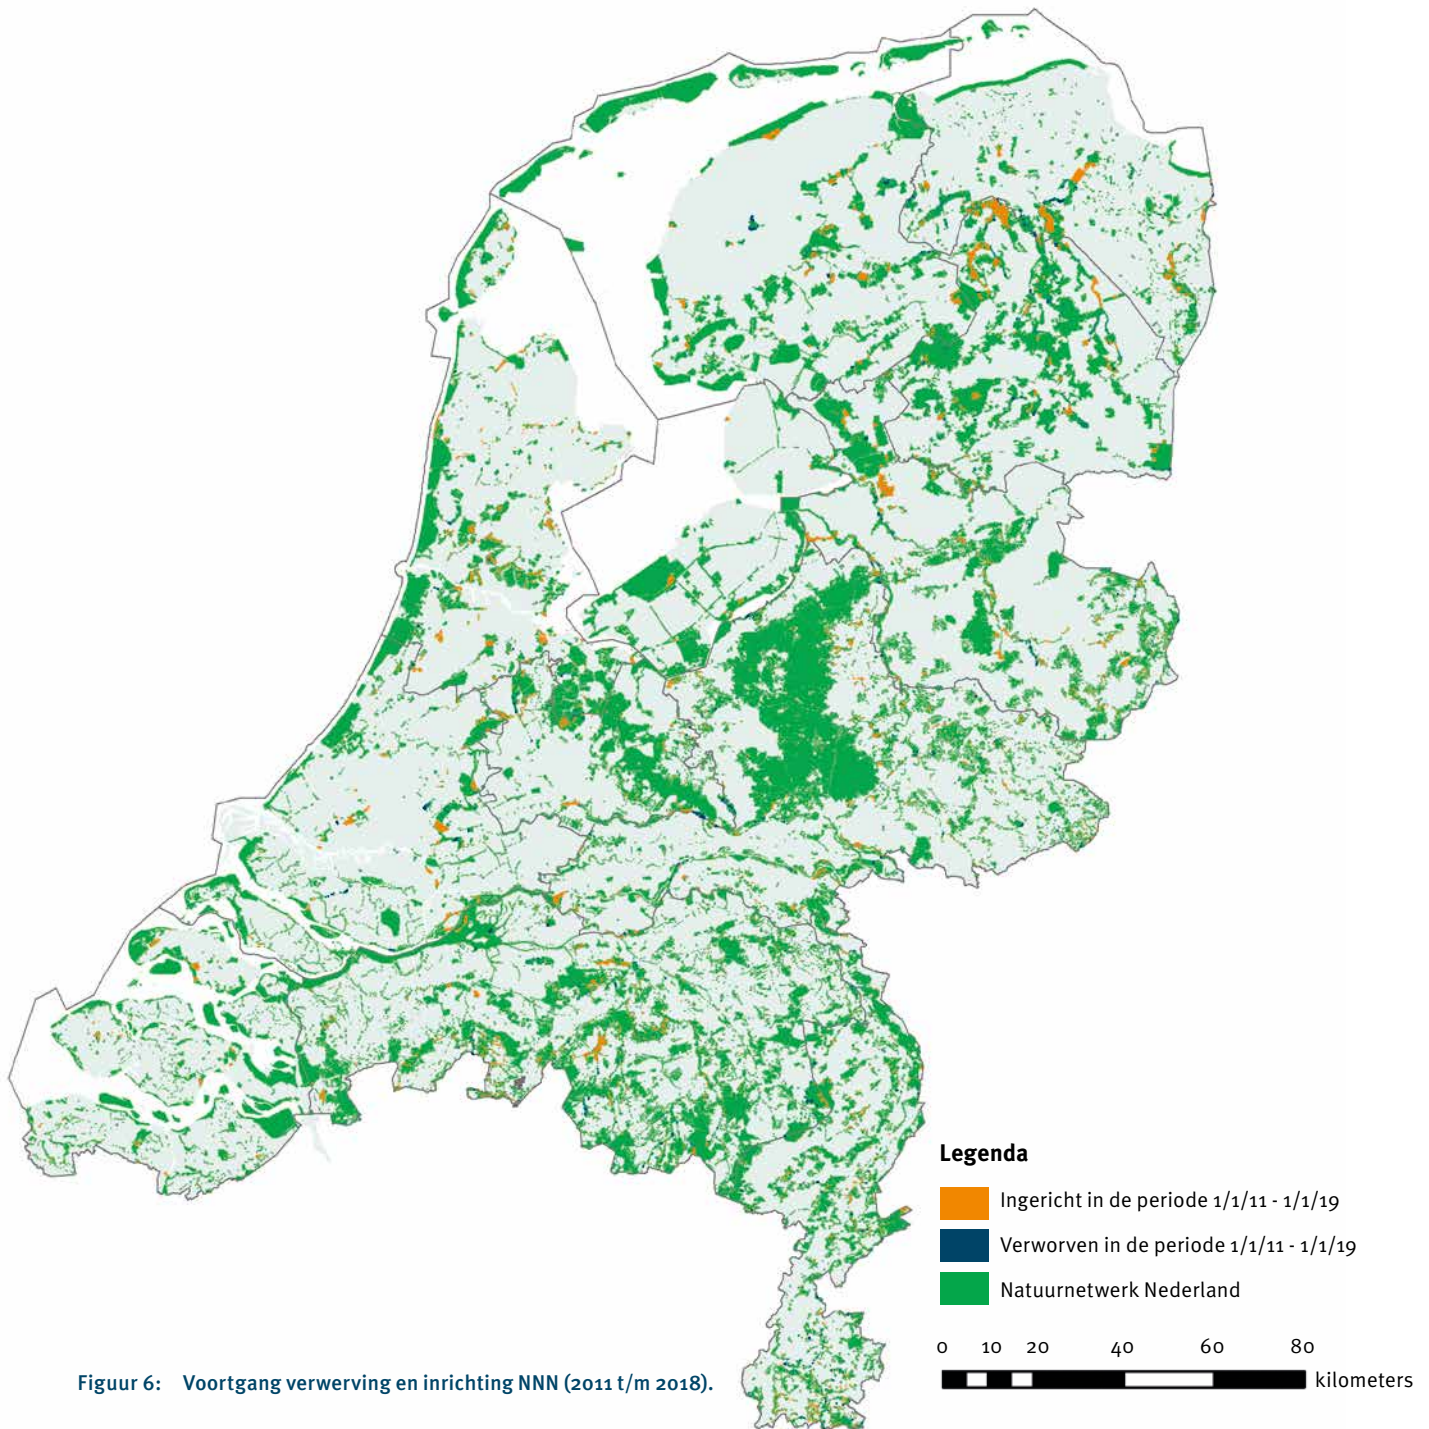 Legenda
Ingericht in de periode 1/1/11 - 1/1/19
Verworven in de periode 1/1/11 - 1/1/19
Natuurnetwerk Nederland
0 10 20 40 60 80
kilometers
Figuur 6: Voortgang verwerving en inrichting NNN (2011 t/m 2018).